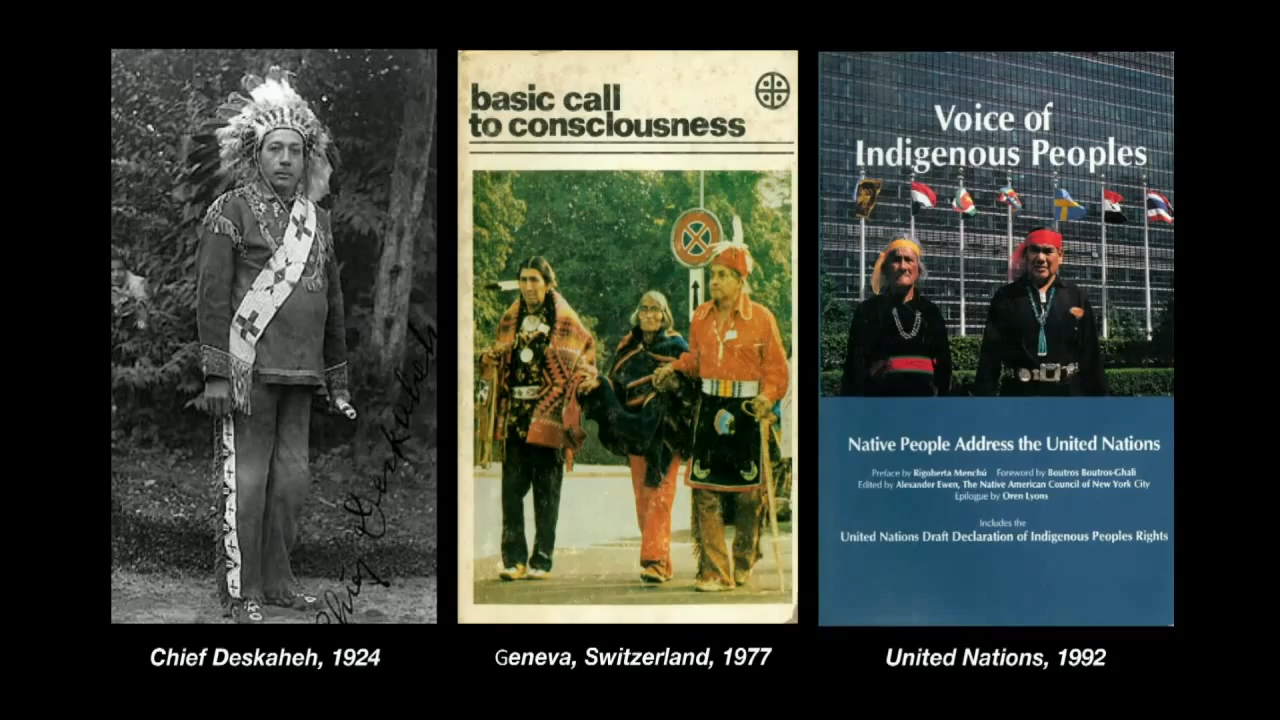 Chief Deskaheh
basic call
to consciousness
Voice of
Indigenous Peoples
Native People Address the United Nations
Preface by Rigoberta Menchú Foreword by Boutros Boutros-Ghali
Edited by Alexander Ewen, The Native American Council of New York City
Epilogue by Oren Lyons
Includes the
United Nations Draft Declaration of Indigenous Peoples Rights
Chief Deskaheh, 1924
Geneva, Switzerland, 1977
United Nations, 1992